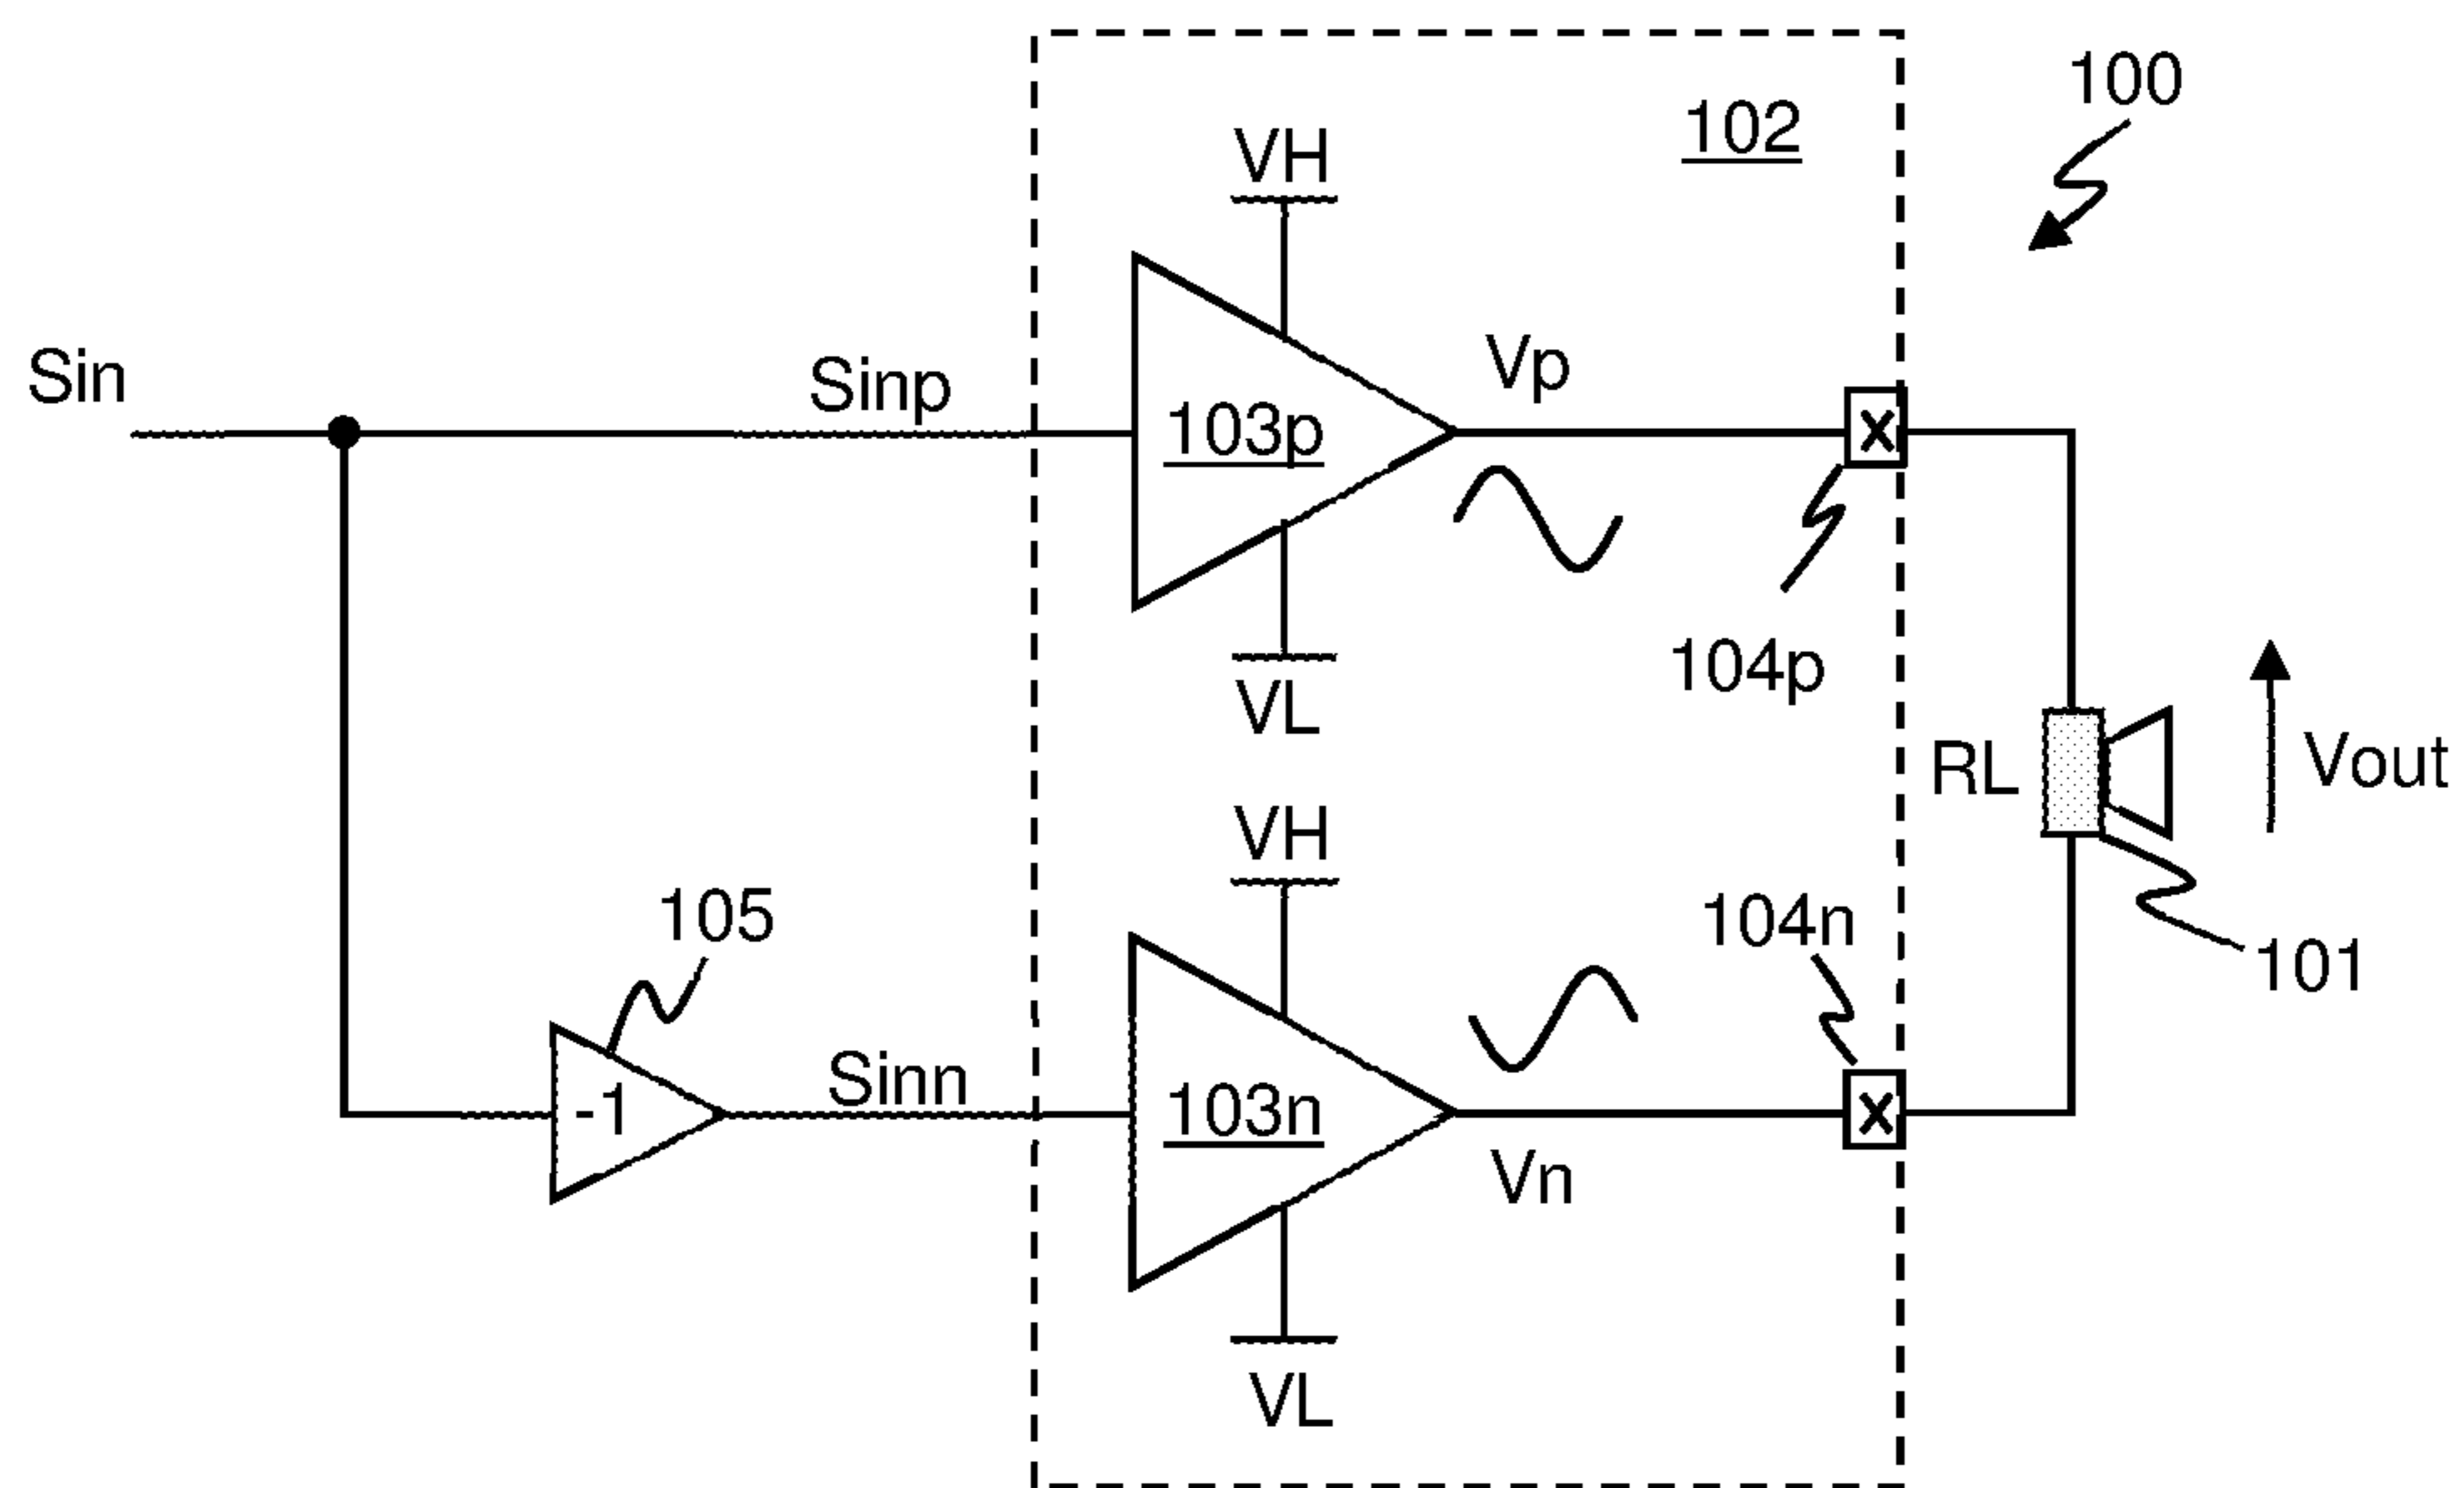 100
102
VH
Sin
Sinp
103p
Vp
x
104p
VL
RL
Vout
VH
105
104n
101
-1
Sinn
103n
x
Vn
VL